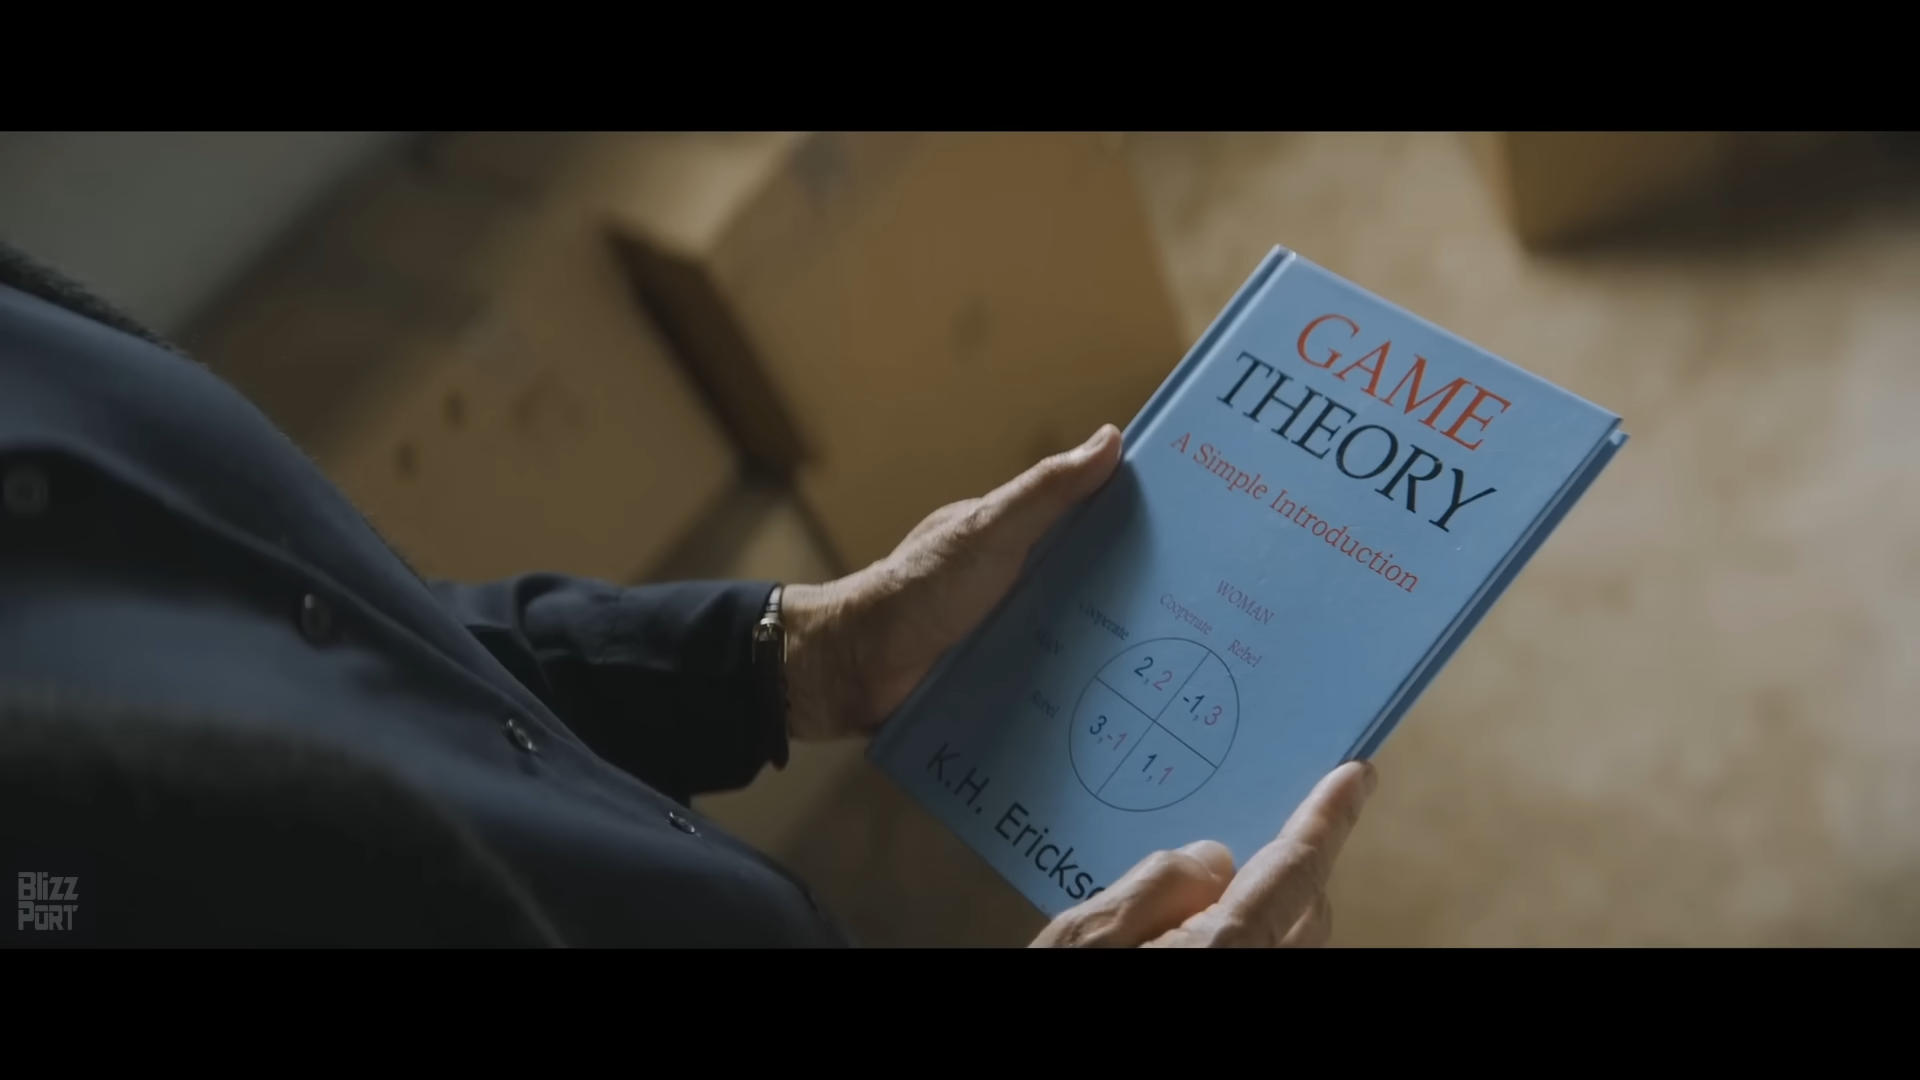 GAME
THEORY
A Simple Introduction
WOMAN
Cooperate Rebel
Cooperate
Rebel
2,2 -1,3
3,-1 1,1
K.H. Erickso
Blizz
PORT